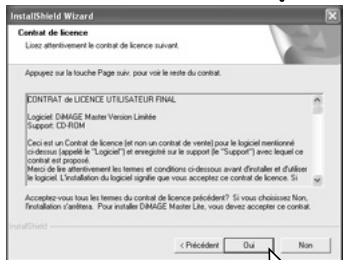 InstallShield Wizard
Contrat de licence
Lisez attentivement le contrat de licence suivant.
Appuyez sur la touche Page suiv. pour voir le reste du contrat.
CONTRAT de LICENCE UTILISATEUR FINAL
Logiciel: DiMAGE Master Version Limitée
Support: CD-ROM
Ceci est un Contrat de licence (et non un contrat de vente) pour le logiciel mentionné
ci-dessus (appelé le "Logiciel") et enregistré sur le support (le "Support") avec lequel ce
contrat est proposé.
Merci de lire attentivement les termes et conditions ci-dessous avant d'installer et d'utiliser
le logiciel. L'installation du logiciel signifie que vous acceptez ce contrat de licence. Si
Acceptez-vous tous les termes du contrat de licence précédent? Si vous choisissez Non,
l'installation s'arrêtera. Pour installer DiMAGE Master Lite, vous devez accepter ce contrat.
InstallShield
< Précédent Oui Non